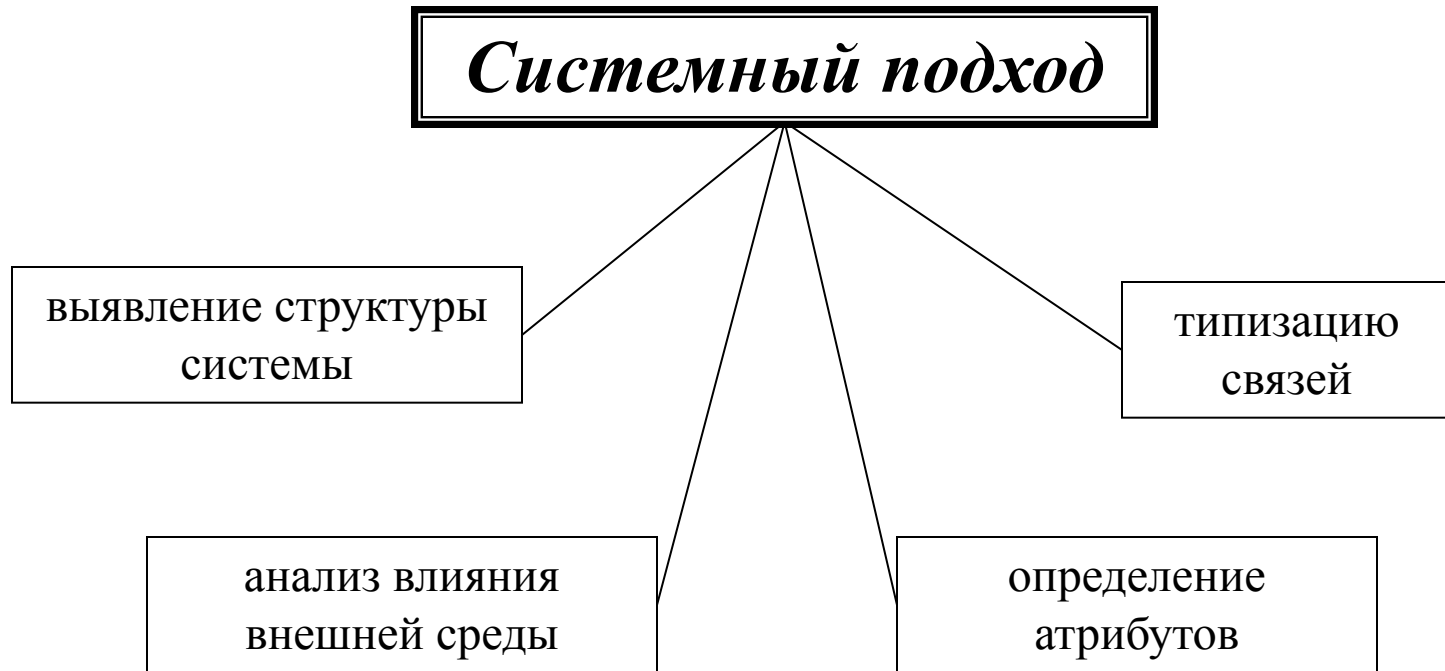 Системный подход
выявление структуры
системы
типизацию
связей
анализ влияния
внешней среды
определение
атрибутов